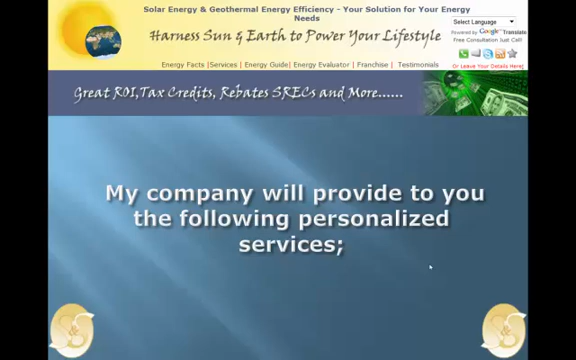 Solar Energy & Geothermal Energy Efficiency - Your Solution for Your Energy
Needs
Harness Sun & Earth to Power Your Lifestyle
Select Language
Powered by Google Translate
Free Consultation Just Call!
Or Leave Your Details Here!
Energy Facts |Services | Energy Guide| Energy Evaluator | Franchise | Testimonials
Great ROI,Tax Credits, Rebates SRECs and More......
My company will provide to you
the following personalized
services;